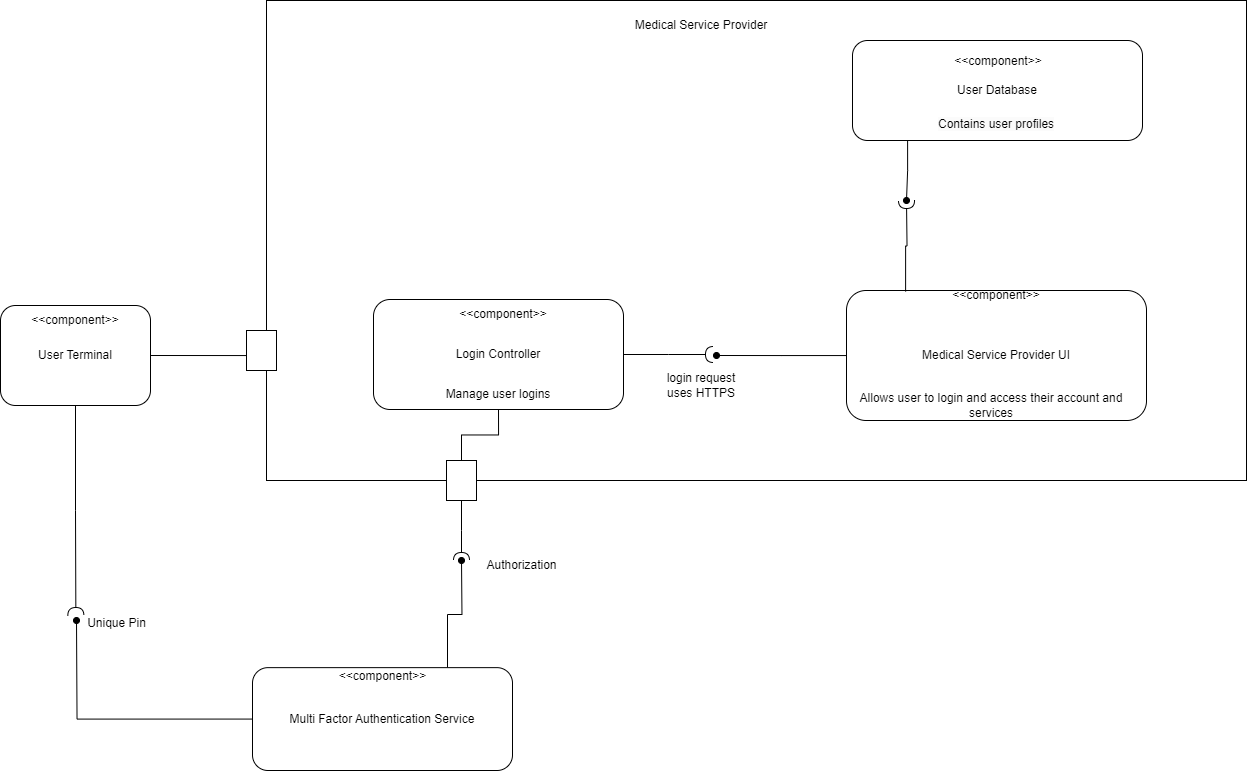 Medical Service Provider
<<component>>
User Database
Contains user profiles
<<component>>
User Terminal
<<component>>
Login Controller
Manage user logins
login request
uses HTTPS
<<component>>
Medical Service Provider UI
Allows user to login and access their account and
services
Authorization
Unique Pin
<<component>>
Multi Factor Authentication Service